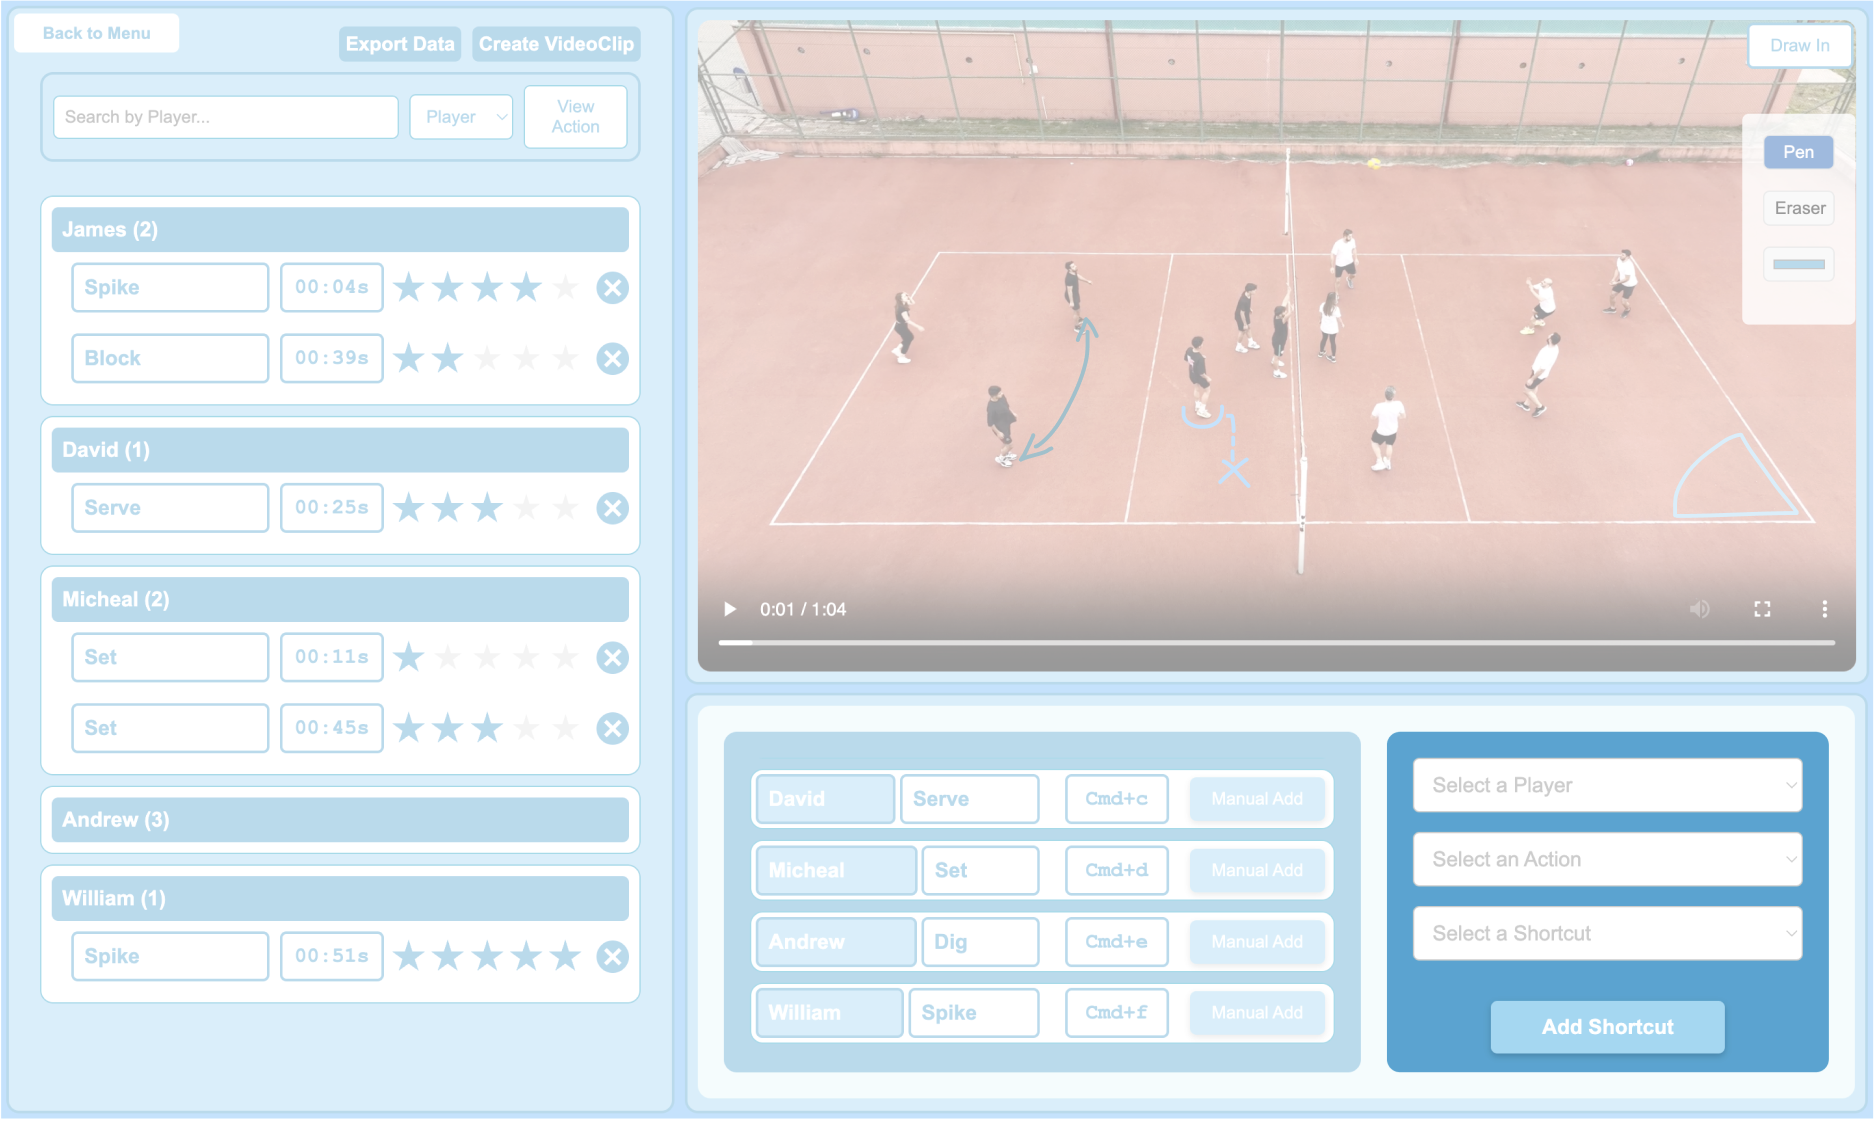 Back to Menu
Export Data
Create VideoClip
Search by Player...
Player
View
Action
James (2)
Spike
00:04s
Block
00:39s
David (1)
Serve
00:25s
Micheal (2)
Set
00:11s
Set
00:45s
Andrew (3)
William (1)
Spike
00:51s
Draw In
Pen
Eraser
0:01 / 1:04
David
Serve
Cmd+c
Manual Add
Micheal
Set
Cmd+d
Manual Add
Andrew
Dig
Cmd+e
Manual Add
William
Spike
Cmd+f
Manual Add
Select a Player
Select an Action
Select a Shortcut
Add Shortcut